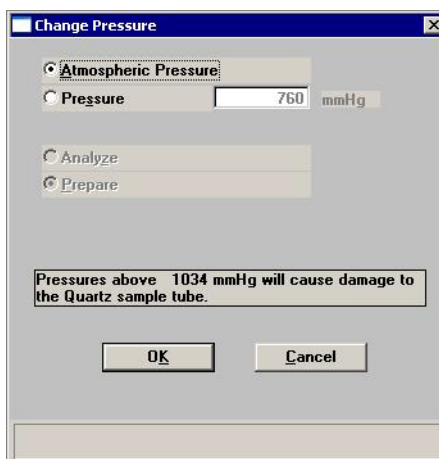 Change Pressure
Atmospheric Pressure
Pressure 760 mmHg
Analyze
Prepare
Pressures above 1034 mmHg will cause damage to
the Quartz sample tube.
OK Cancel